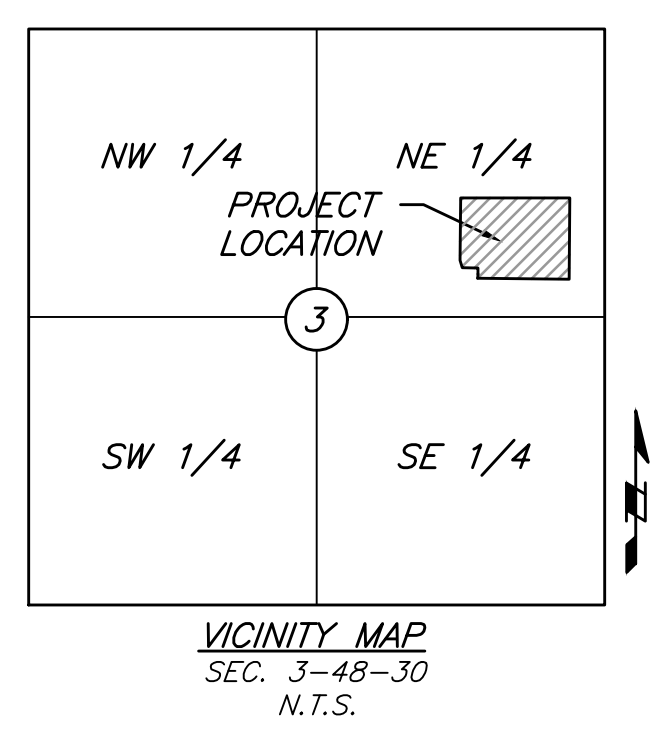 NW 1/4
NE 1/4
PROJECT
LOCATION
3
SW 1/4
SE 1/4
N
VICINITY MAP
SEC. 3-48-30
N.T.S.